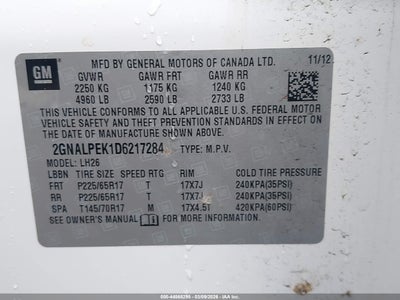 GM
MFD BY GENERAL MOTORS OF CANADA LTD. 11/12
GVWR GAWR FRT GAWR RR
2250 KG 1175 KG 1240 KG
4960 LB 2590 LB 2733 LB
THIS VEHICLE CONFORMS TO ALL APPLICABLE U.S. FEDERAL MOTOR
VEHICLE SAFETY AND THEFT PREVENTION STANDARDS IN EFFECT ON
THE DATE OF MANUFACTURE SHOWN ABOVE.
2GNALPEK1D6217284 TYPE: M.P.V.
MODEL: LH26
LBBN TIRE SIZE SPEED RTG RIM COLD TIRE PRESSURE
FRT P225/65R17 T 17X7J 240KPA(35PSI)
RR P225/65R17 T 17X7J 240KPA(35PSI)
SPA T145/70R17 M 17X4.5T 420KPA(60PSI)